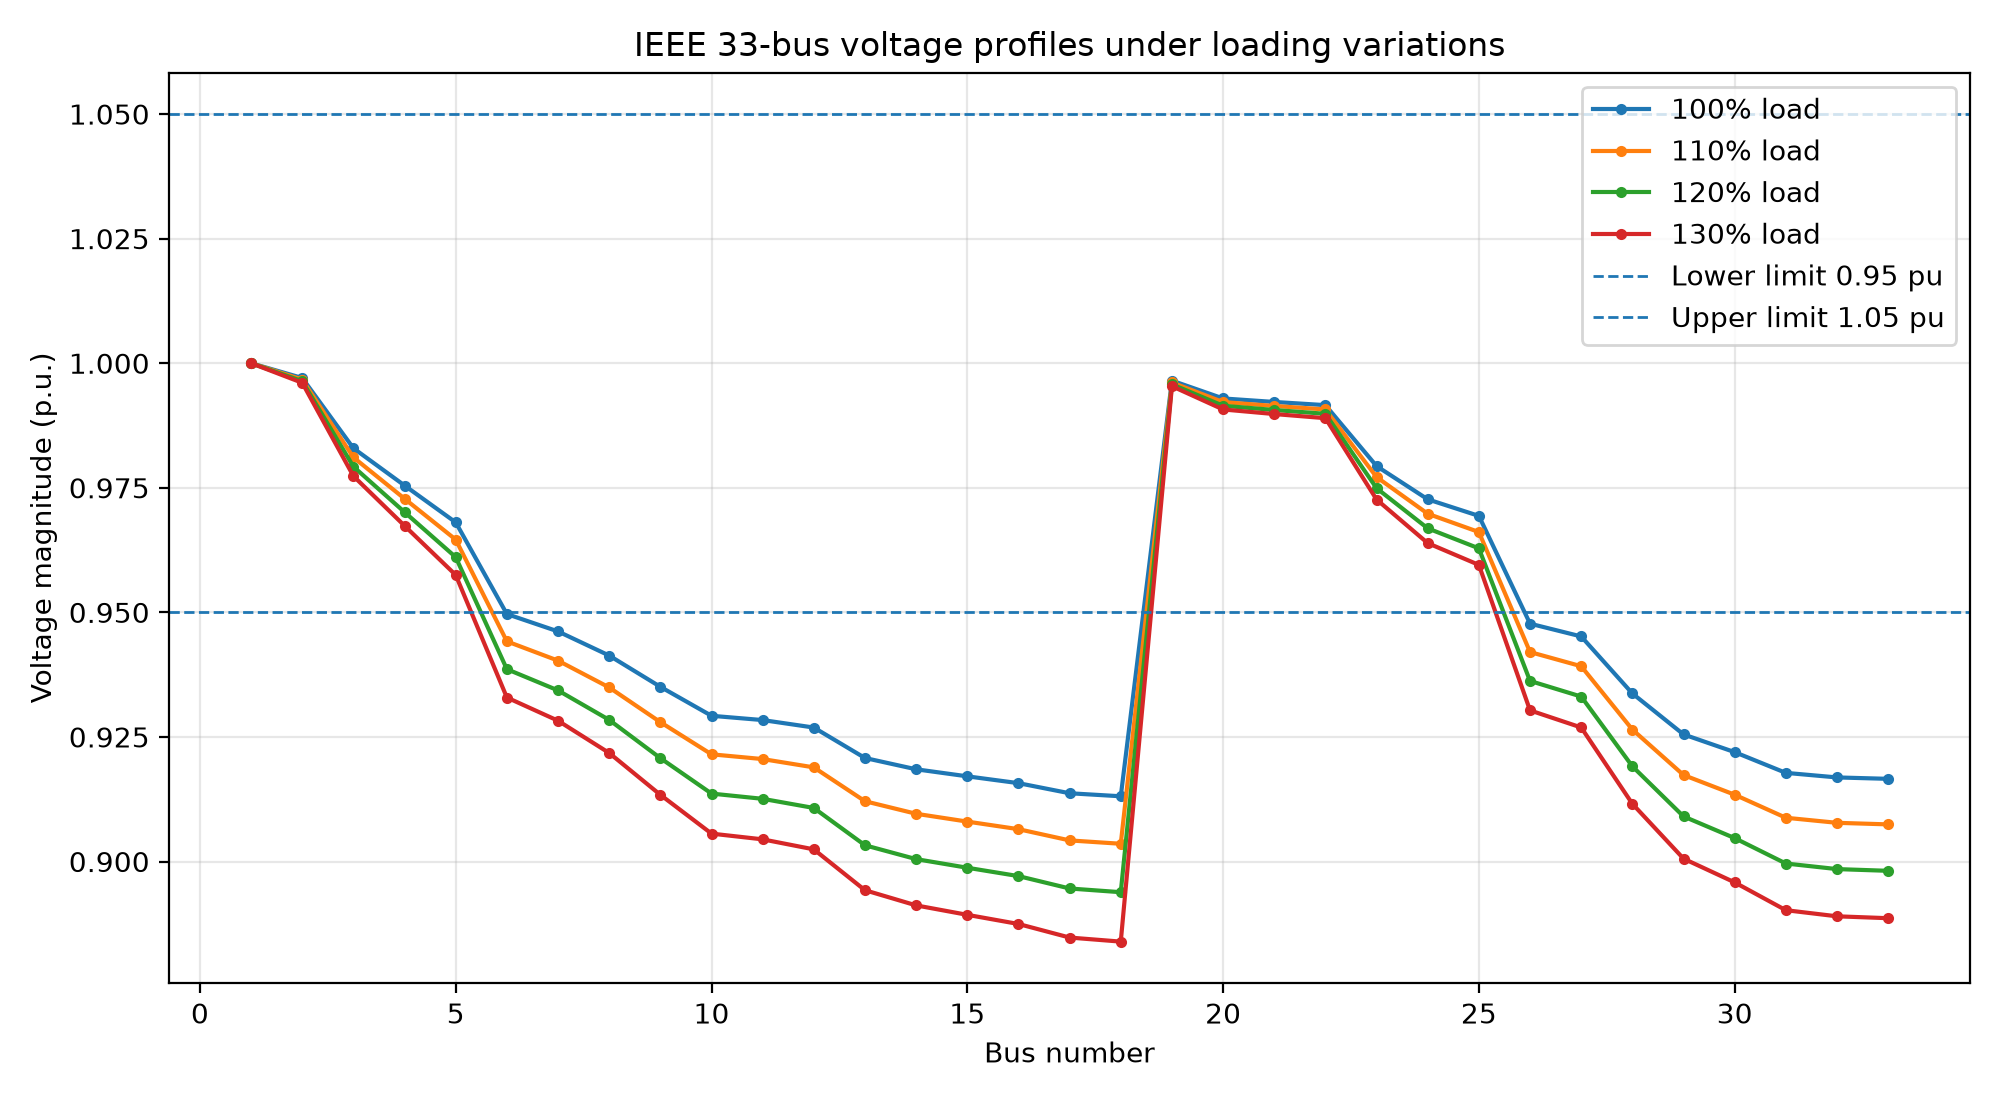 IEEE 33-bus voltage profiles under loading variations
1.050
1.025
1.000
0.975
0.950
0.925
0.900
Voltage magnitude (p.u.)
100% load
110% load
120% load
130% load
Lower limit 0.95 pu
Upper limit 1.05 pu
0 5 10 15 20 25 30
Bus number